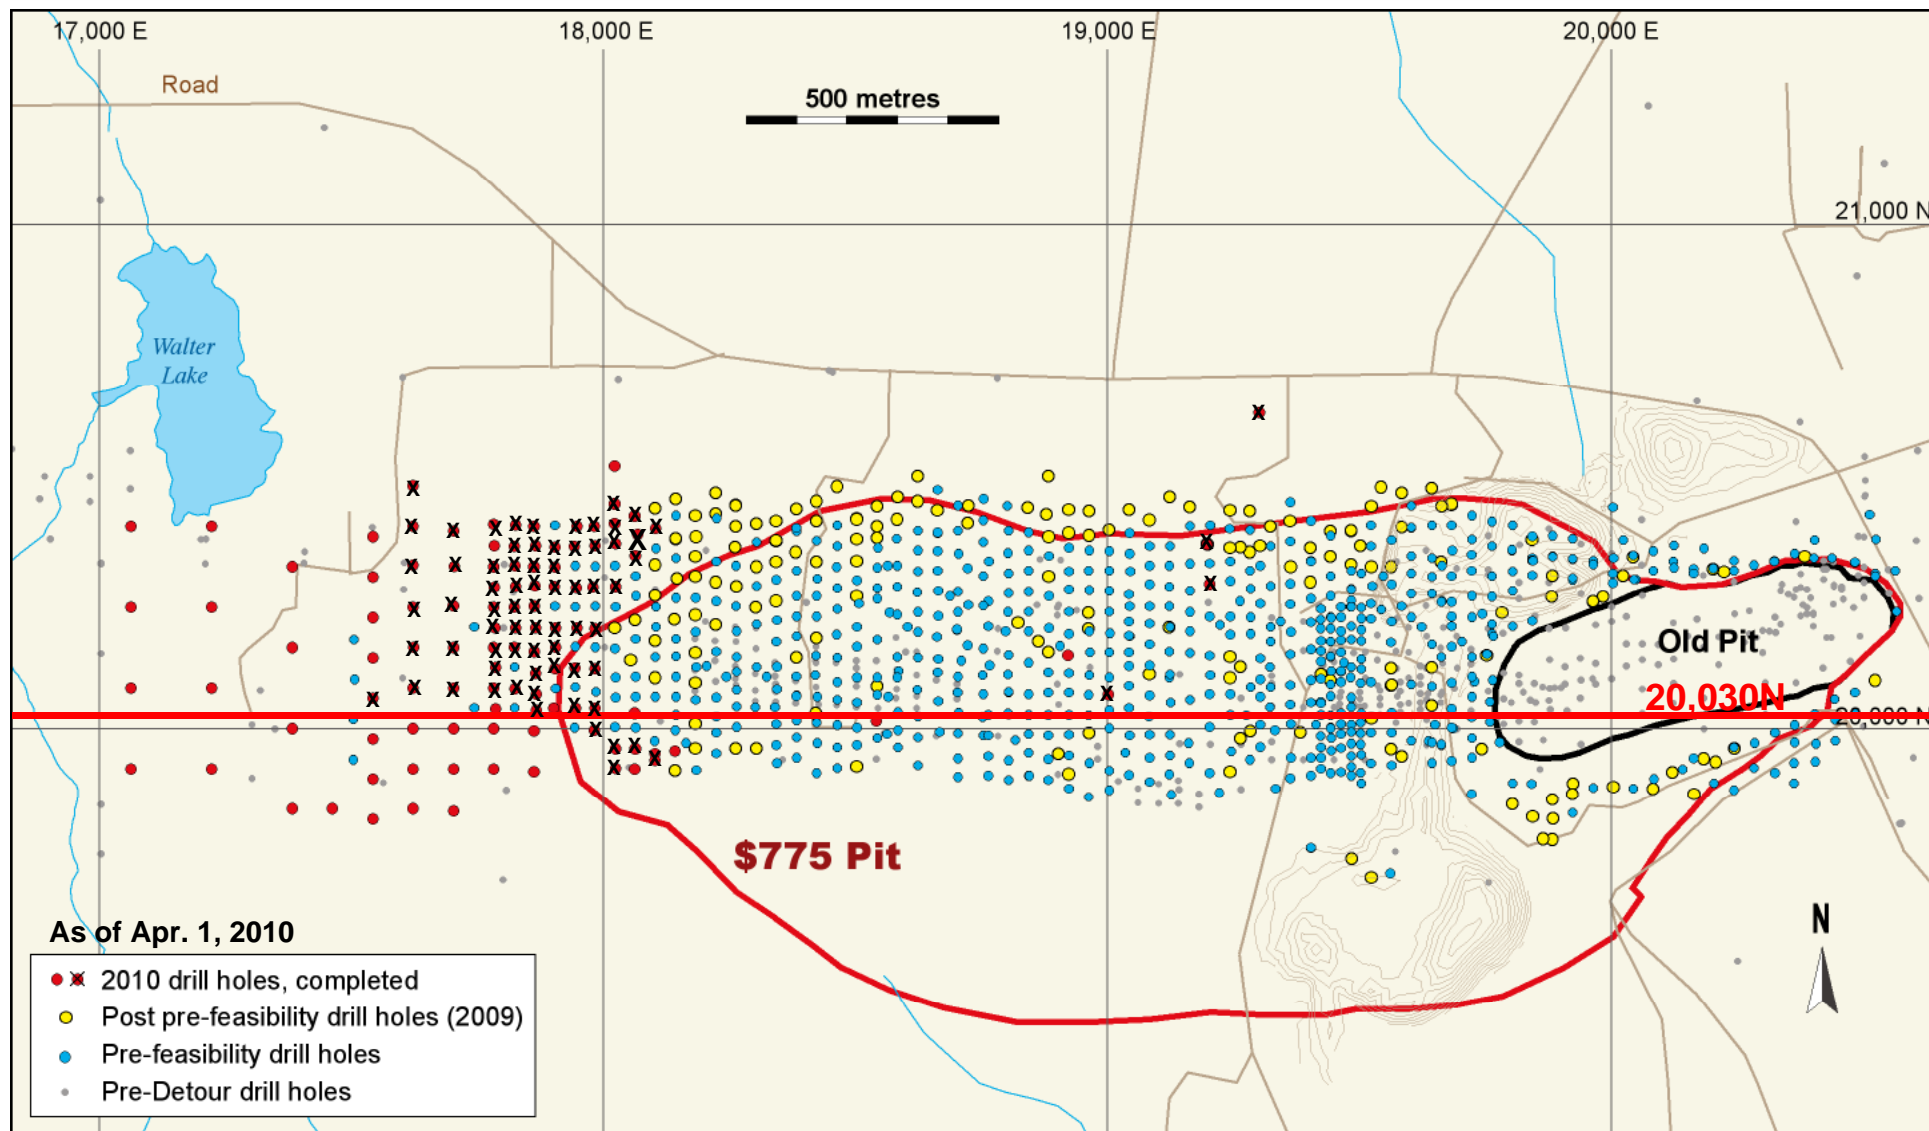 17,000 E
18,000 E
19,000 E
20,000 E
Road
500 metres
21,000 N
Walter
Lake
Old Pit
20,030N
20,000 N
$775 Pit
N
As of Apr. 1, 2010
2010 drill holes, completed
Post pre-feasibility drill holes (2009)
Pre-feasibility drill holes
Pre-Detour drill holes